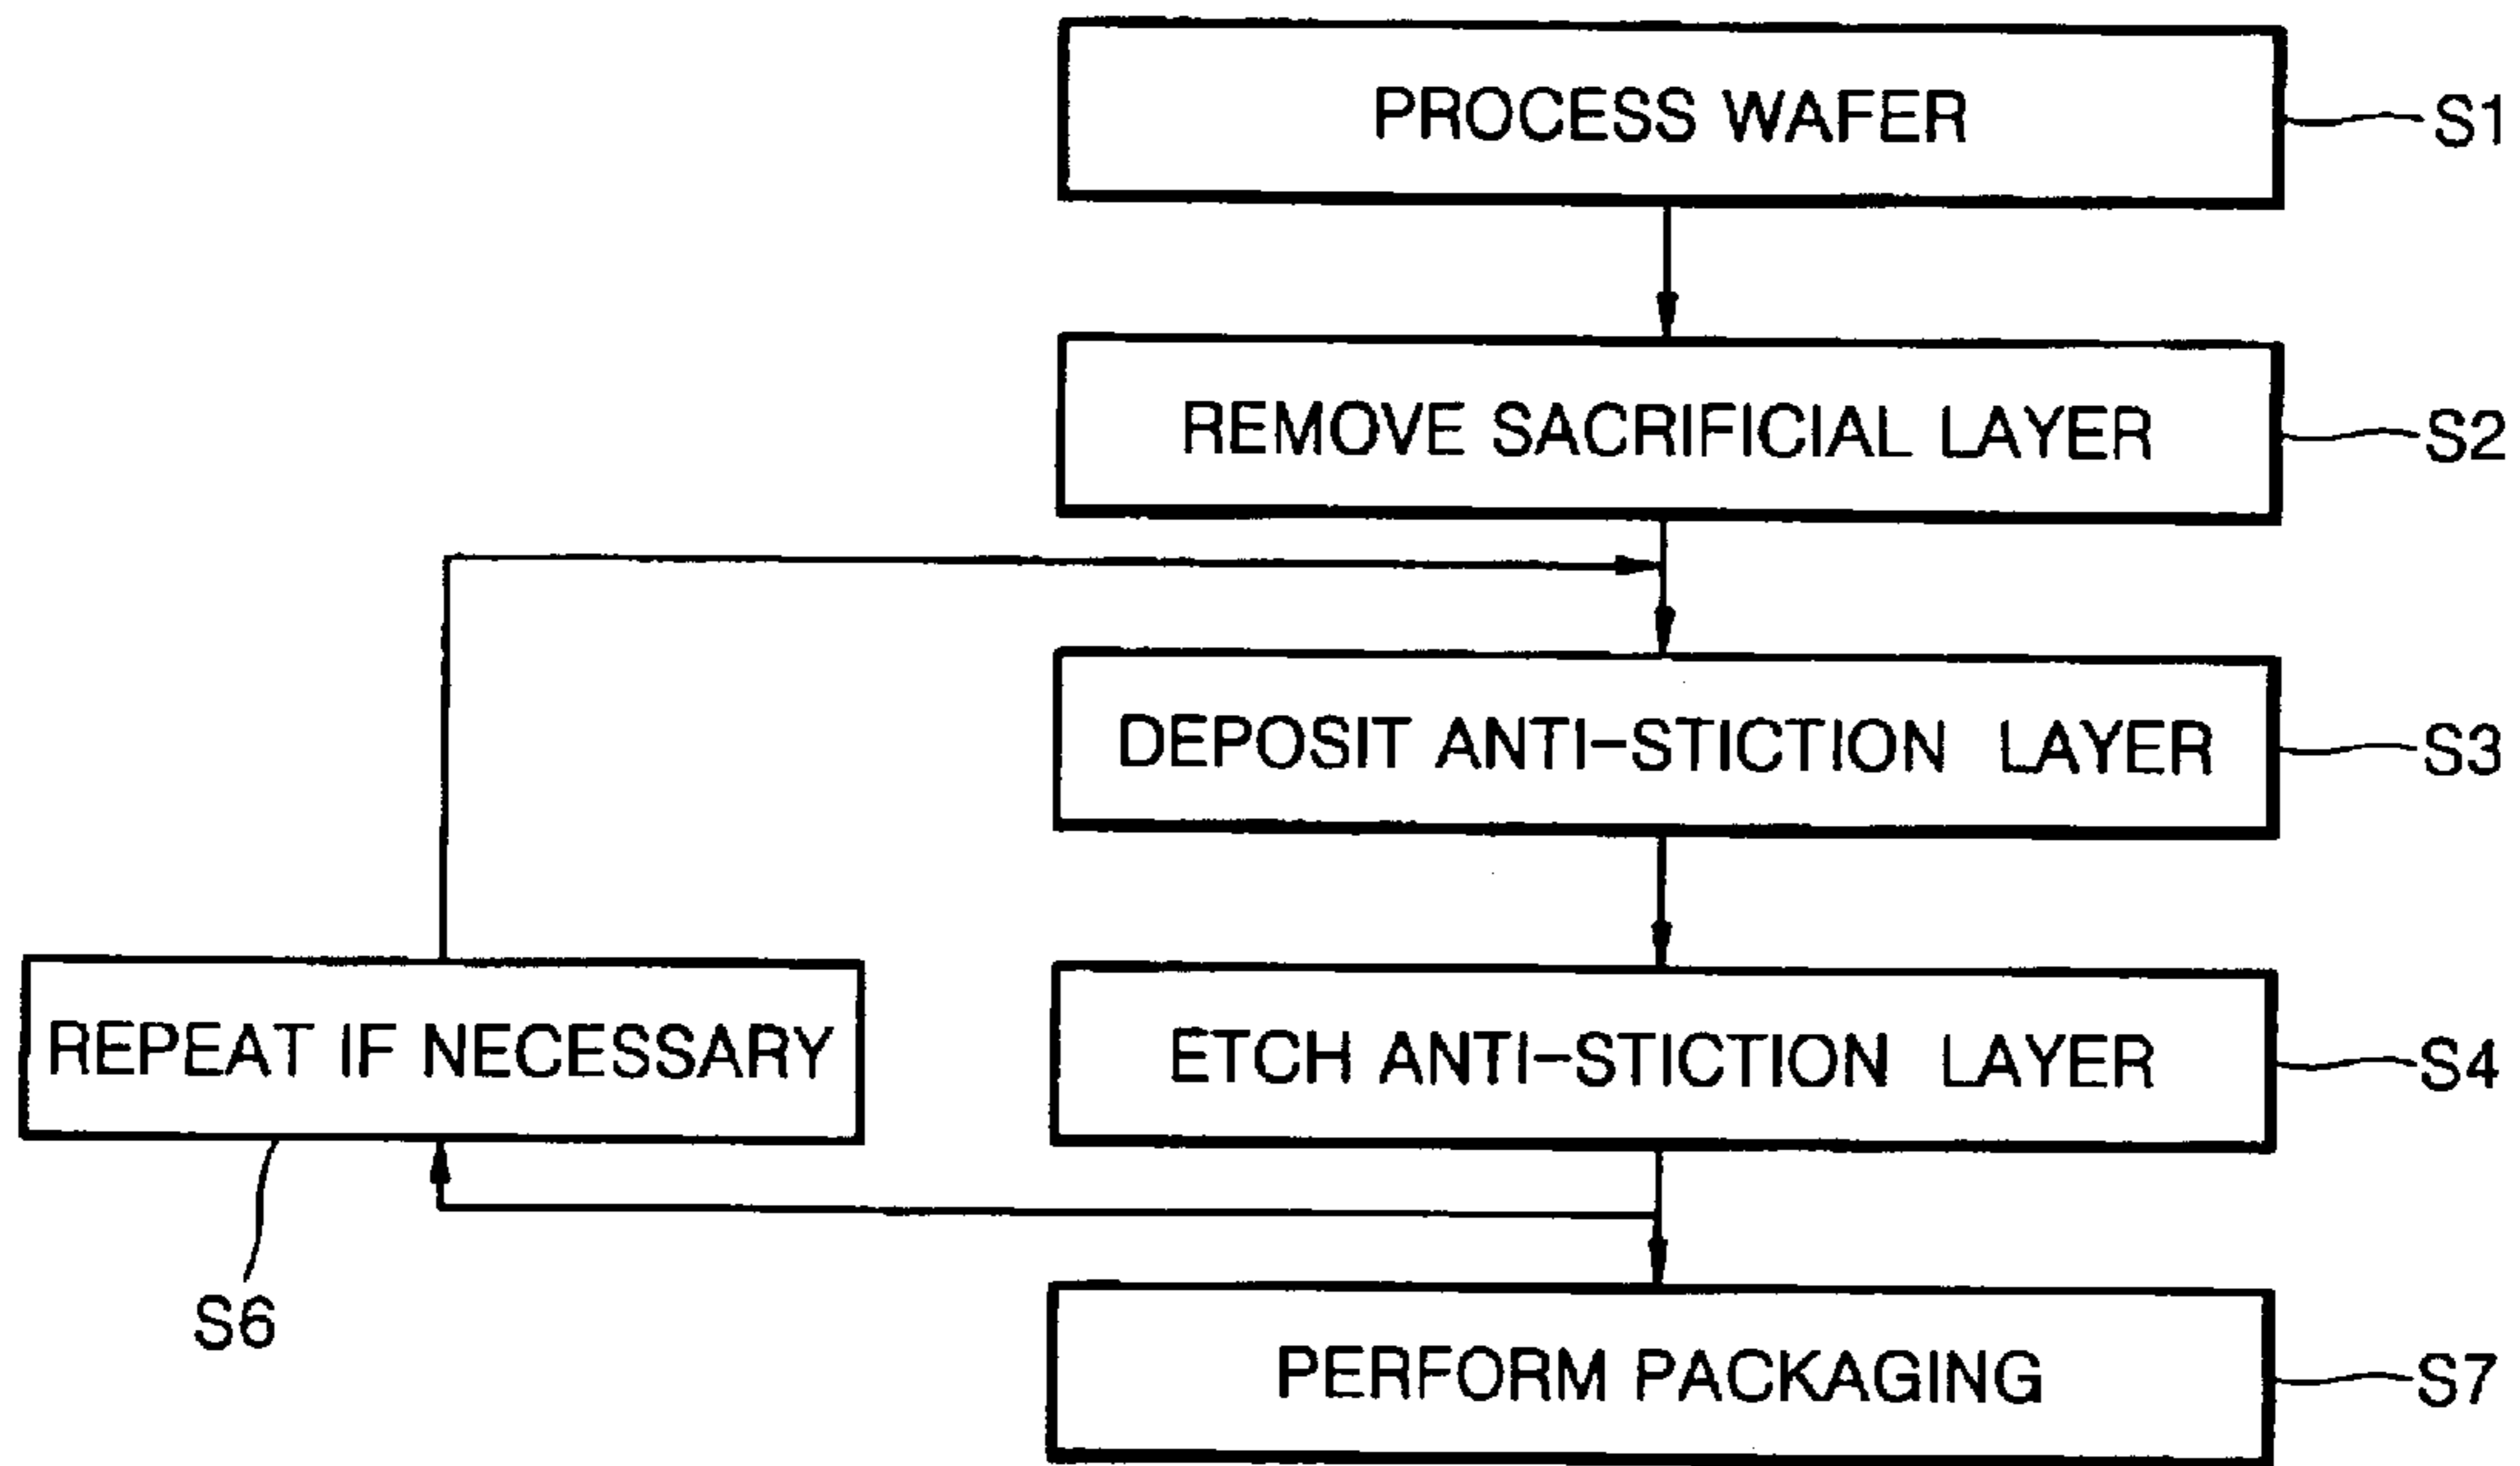 PROCESS WAFER
S1
REMOVE SACRIFICIAL LAYER
S2
DEPOSIT ANTI-STICTION LAYER
S3
REPEAT IF NECESSARY
S6
ETCH ANTI-STICTION LAYER
S4
PERFORM PACKAGING
S7